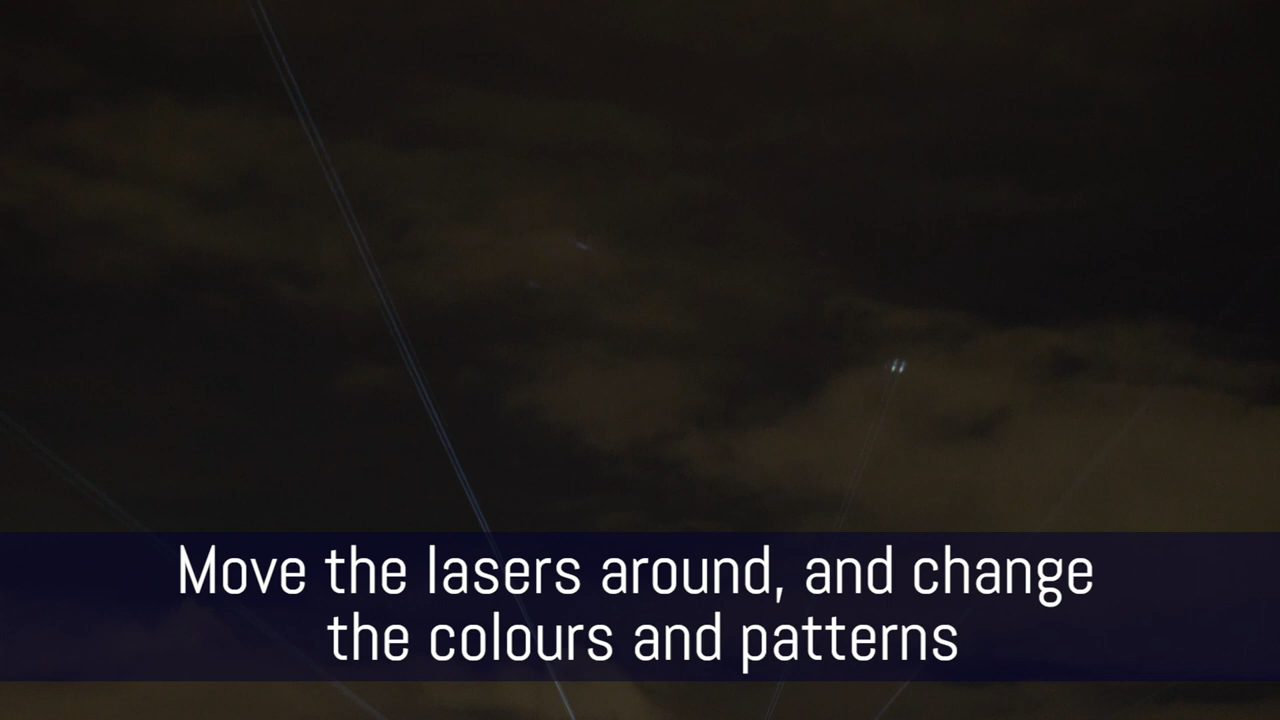 Move the lasers around, and change
the colours and patterns